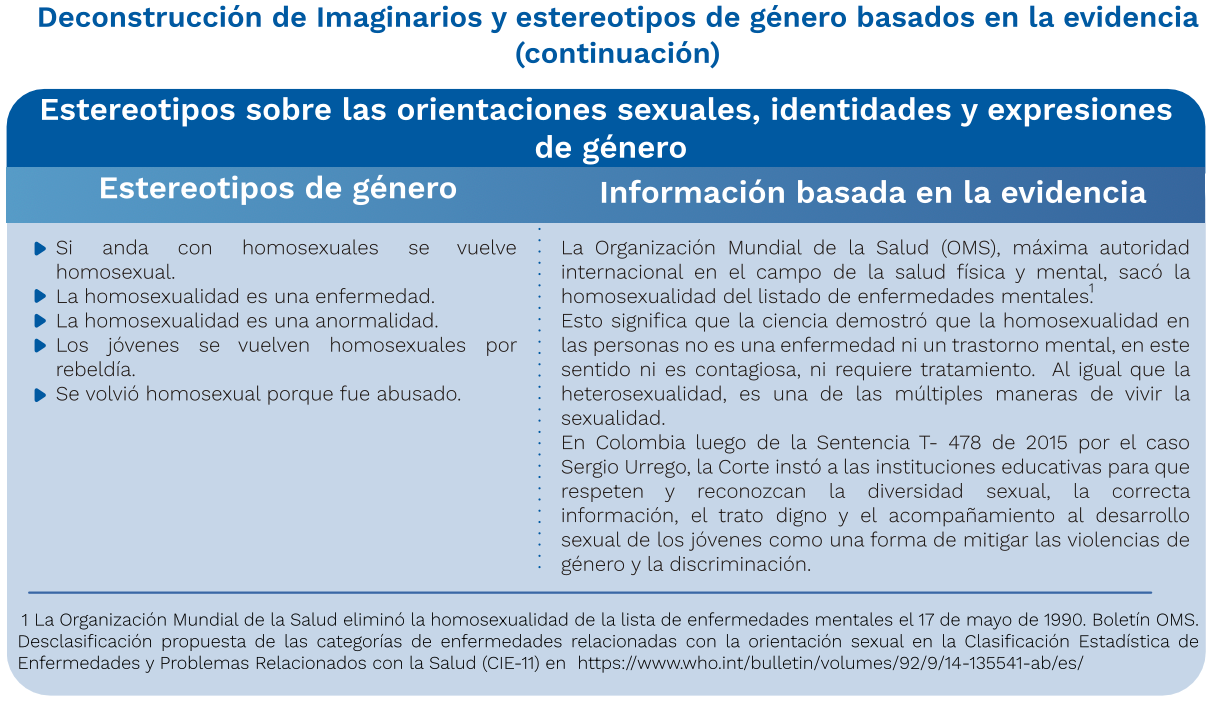 Deconstrucción de Imaginarios y estereotipos de género basados en la evidencia
(continuación)
Estereotipos sobre las orientaciones sexuales, identidades y expresiones
de género
Estereotipos de género
Información basada en la evidencia
Si anda con homosexuales se vuelve
homosexual.
La homosexualidad es una enfermedad.
La homosexualidad es una anormalidad.
Los jóvenes se vuelven homosexuales por
rebeldía.
Se volvió homosexual porque fue abusado.
La Organización Mundial de la Salud (OMS), máxima autoridad
internacional en el campo de la salud física y mental, sacó la
homosexualidad del listado de enfermedades mentales.1
Esto significa que la ciencia demostró que la homosexualidad en
las personas no es una enfermedad ni un trastorno mental, en este
sentido ni es contagiosa, ni requiere tratamiento. Al igual que la
heterosexualidad, es una de las múltiples maneras de vivir la
sexualidad.
En Colombia luego de la Sentencia T- 478 de 2015 por el caso
Sergio Urrego, la Corte instó a las instituciones educativas para que
respeten y reconozcan la diversidad sexual, la correcta
información, el trato digno y el acompañamiento al desarrollo
sexual de los jóvenes como una forma de mitigar las violencias de
género y la discriminación.
1 La Organización Mundial de la Salud eliminó la homosexualidad de la lista de enfermedades mentales el 17 de mayo de 1990. Boletín OMS.
Desclasificación propuesta de las categorías de enfermedades relacionadas con la orientación sexual en la Clasificación Estadística de
Enfermedades y Problemas Relacionados con la Salud (CIE-11) en https://www.who.int/bulletin/volumes/92/9/14-135541-ab/es/